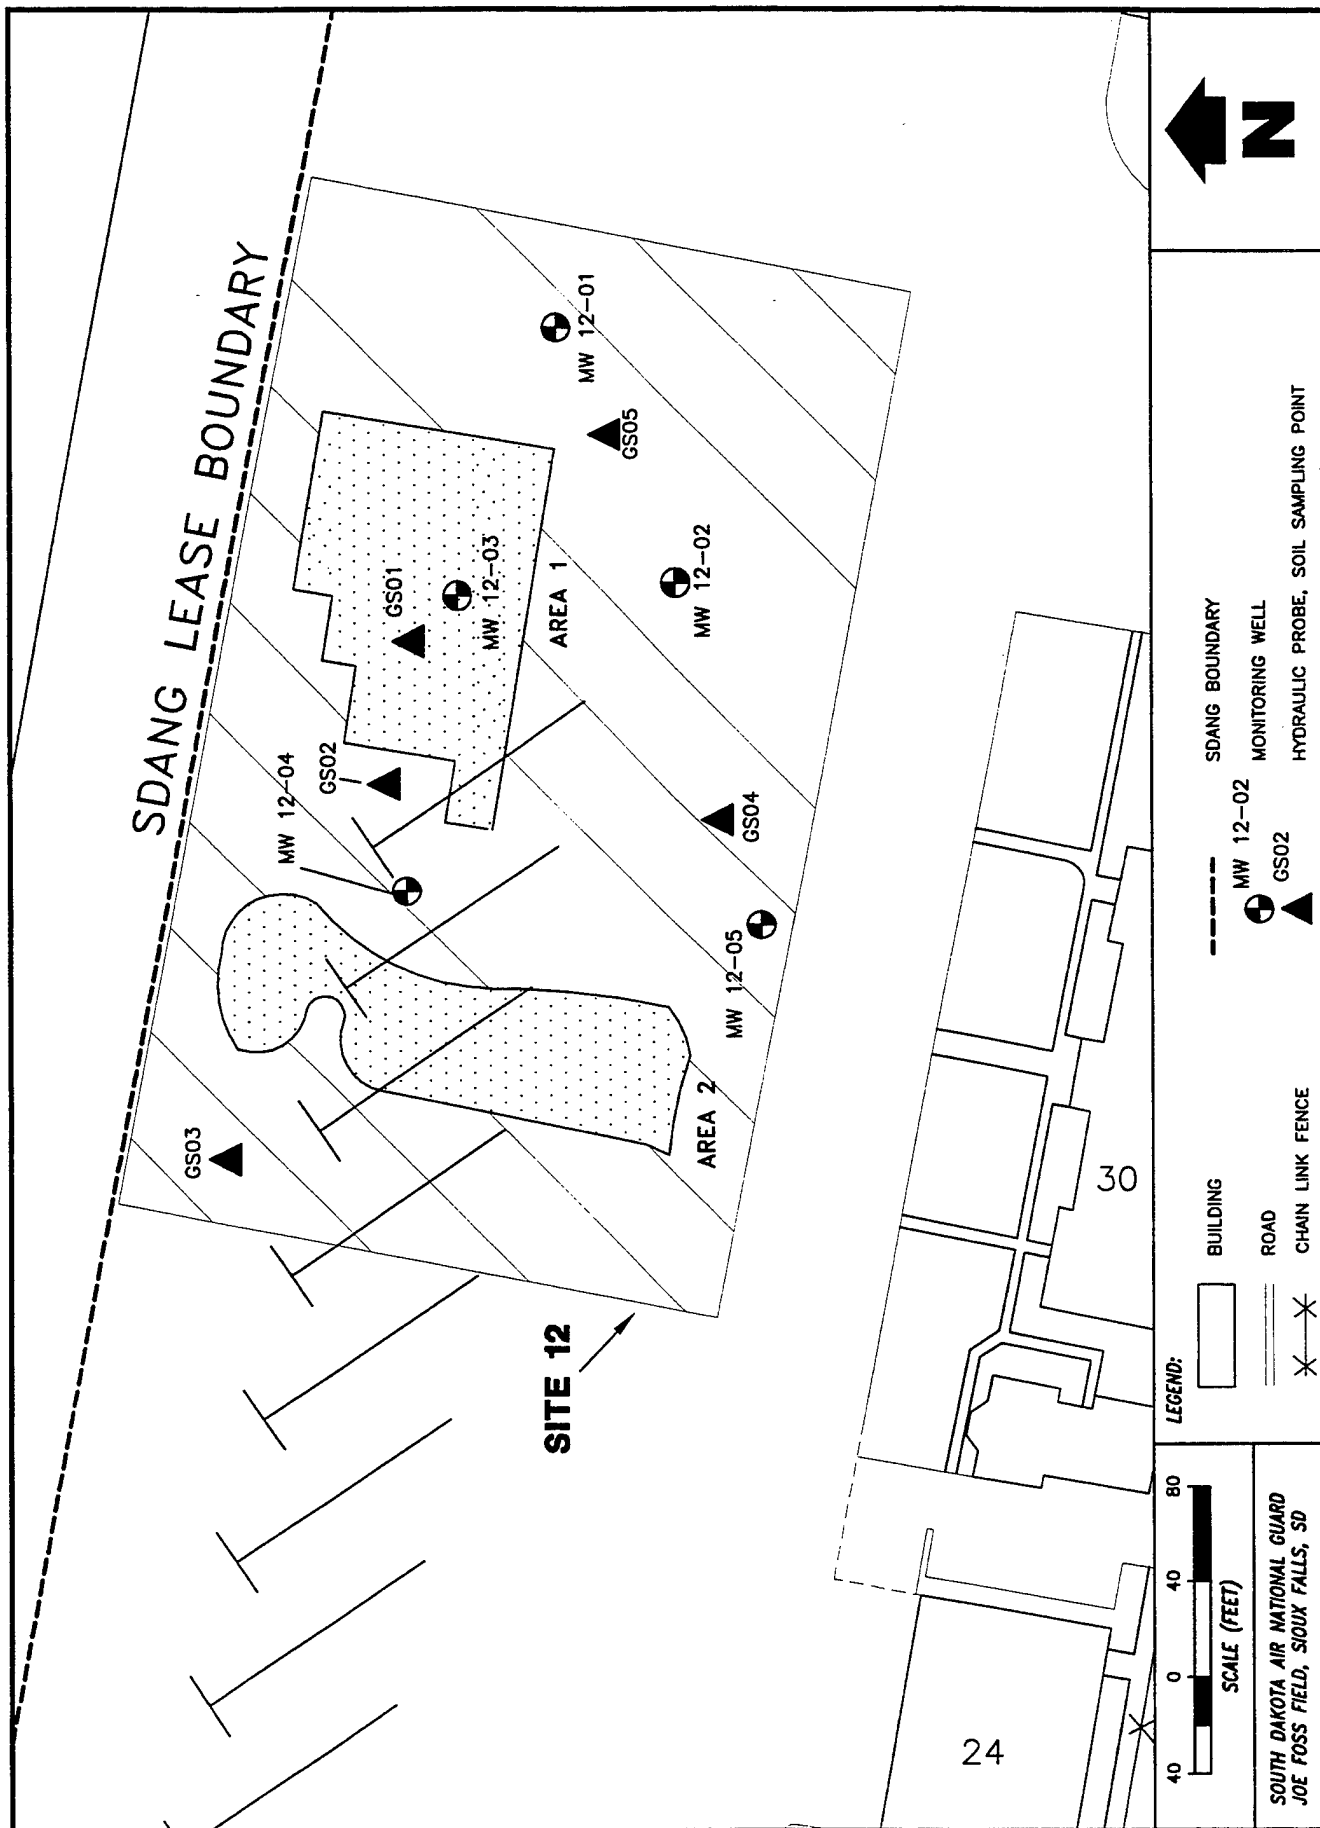 SDANG LEASE BOUNDARY
GS03
MW 12-04
GS02
GS01
MW 12-03
AREA 1
MW 12-01
GS05
MW 12-02
GS04
MW 12-05
AREA 2
SITE 12
30
24
N
LEGEND:
BUILDING
ROAD
CHAIN LINK FENCE
SDANG BOUNDARY
MW 12-02
MONITORING WELL
GS02
HYDRAULIC PROBE, SOIL SAMPLING POINT
40 0 40 80
SCALE (FEET)
SOUTH DAKOTA AIR NATIONAL GUARD
JOE FOSS FIELD, SIOUX FALLS, SD